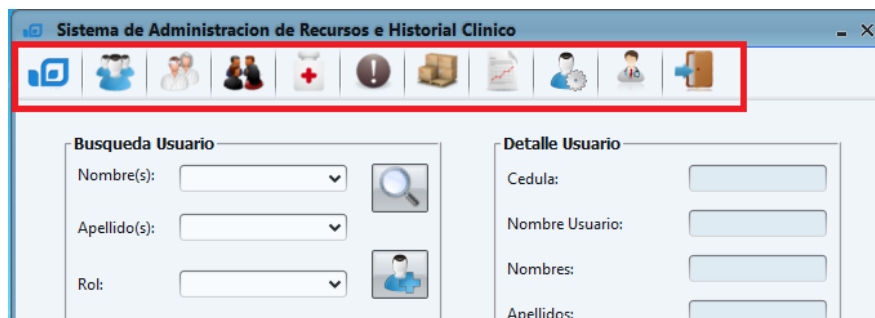 Sistema de Administracion de Recursos e Historial Clinico
Busqueda Usuario
Nombre(s):
Apellido(s):
Rol:
Detalle Usuario
Cedula:
Nombre Usuario:
Nombres:
Apellidos: